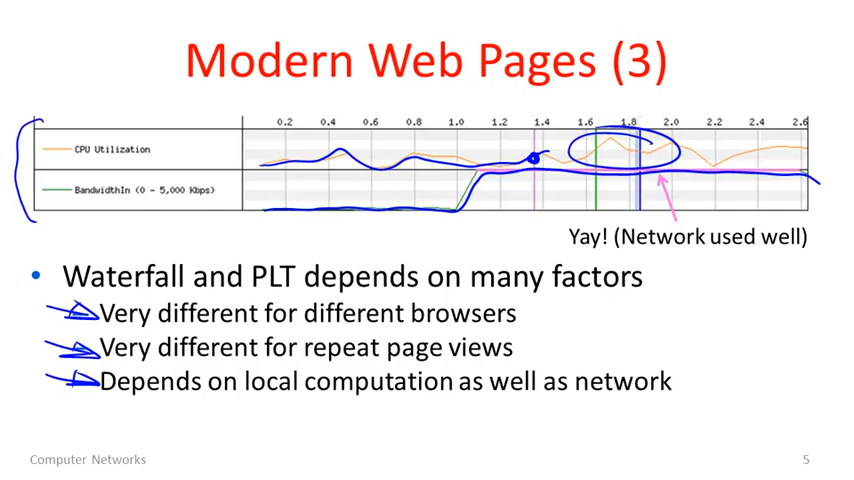 Modern Web Pages (3)
0.2 0.4 0.6 0.8 1.0 1.2 1.4 1.6 1.8 2.0 2.2 2.4 2.6
CPU Utilization
BandwidthIn (0 - 5,000 Kbps)
Yay! (Network used well)
• Waterfall and PLT depends on many factors
Very different for different browsers
Very different for repeat page views
Depends on local computation as well as network
Computer Networks
5